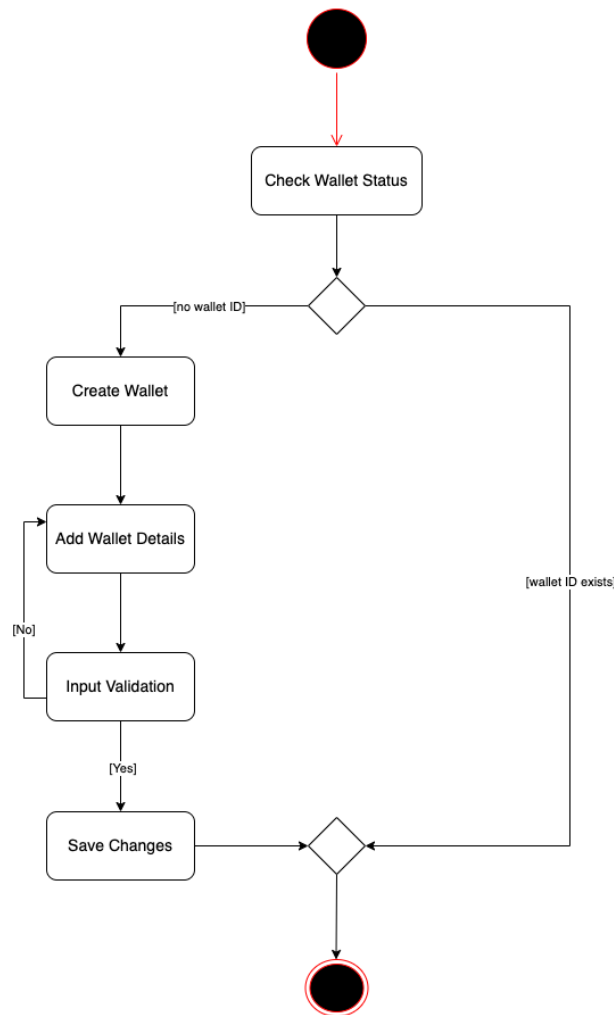 Check Wallet Status
[no wallet ID]
Create Wallet
Add Wallet Details
[wallet ID exists]
[No]
Input Validation
[Yes]
Save Changes